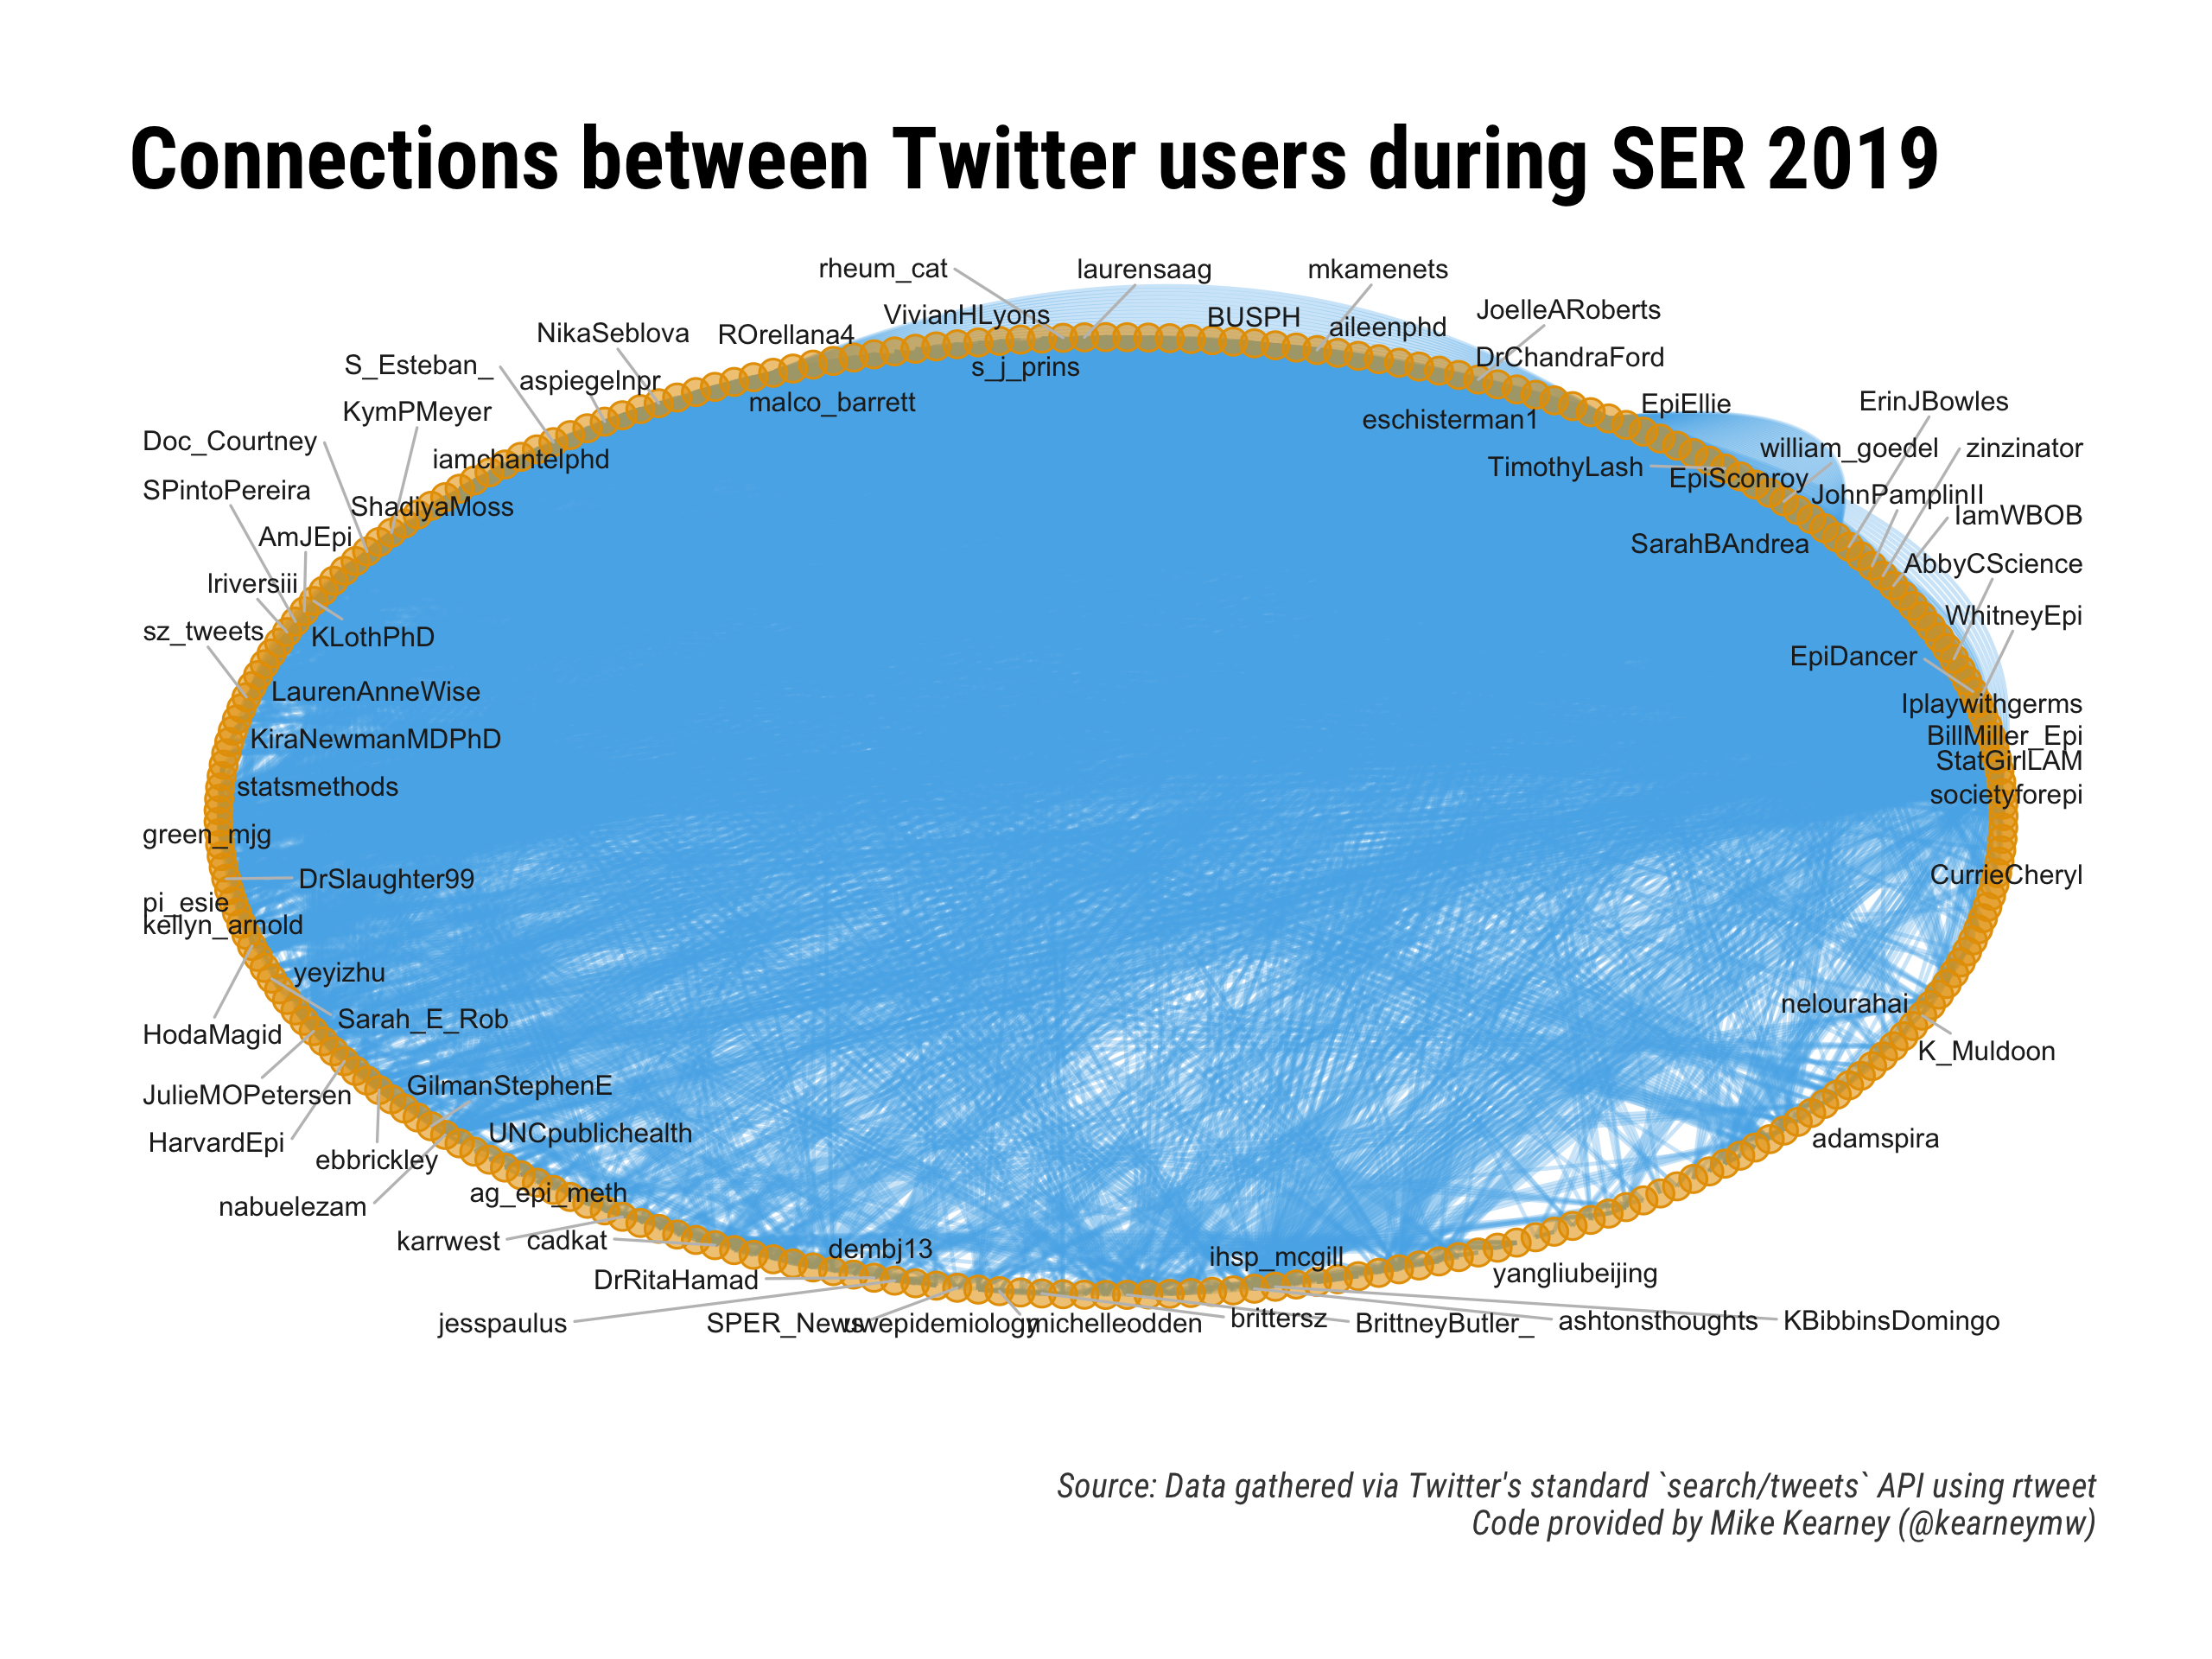 Connections between Twitter users during SER 2019
rheum_cat
laurensaag
mkamenets
VivianHLyons
BUSPH
JoelleARoberts
NikaSeblova
ROrellana4
aileenphd
S_Esteban_
aspiegelnpr
s_j_prins
DrChandraFord
KymPMeyer
malco_barrett
eschisterman1
EpiEllie
ErinJBowles
Doc_Courtney
iamchantelphd
TimothyLash
william_goedel
zinzinator
SPintoPereira
ShadiyaMoss
EpiSconroy
JohnPamplinII
IamWBOB
AmJEpi
SarahBAndrea
AbbyCScience
lriversiii
WhitneyEpi
sz_tweets
KLothPhD
EpiDancer
LaurenAnneWise
Iplaywithgerms
KiraNewmanMDPhD
BillMiller_Epi
StatGirlLAM
statsmethods
societyforepi
green_mjg
DrSlaughter99
CurrieCheryl
pi_esie
kellyn_arnold
yeyizhu
nelourahai
HodaMagid
Sarah_E_Rob
K_Muldoon
JulieMOPetersen
GilmanStephenE
HarvardEpi
UNCpublichealth
adamspira
ebbrickley
nabuelezam
ag_epi_meth
karrwest
cadkat
dembj13
ihsp_mcgill
DrRitaHamad
yangliubeijing
jesspaulus
SPER_News
uwepidemiology
michelleodden
brittersz
BrittneyButler_
ashtonsthoughts
KBibbinsDomingo
Source: Data gathered via Twitter's standard `search/tweets` API using rtweet
Code provided by Mike Kearney (@kearneymw)